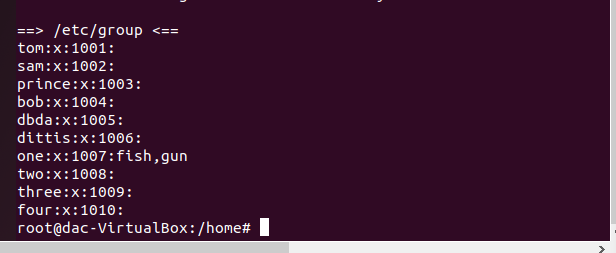 ==> /etc/group <==
tom:x:1001:
sam:x:1002:
prince:x:1003:
bob:x:1004:
dbda:x:1005:
dittis:x:1006:
one:x:1007:fish,gun
two:x:1008:
three:x:1009:
four:x:1010:
root@dac-VirtualBox:/home#